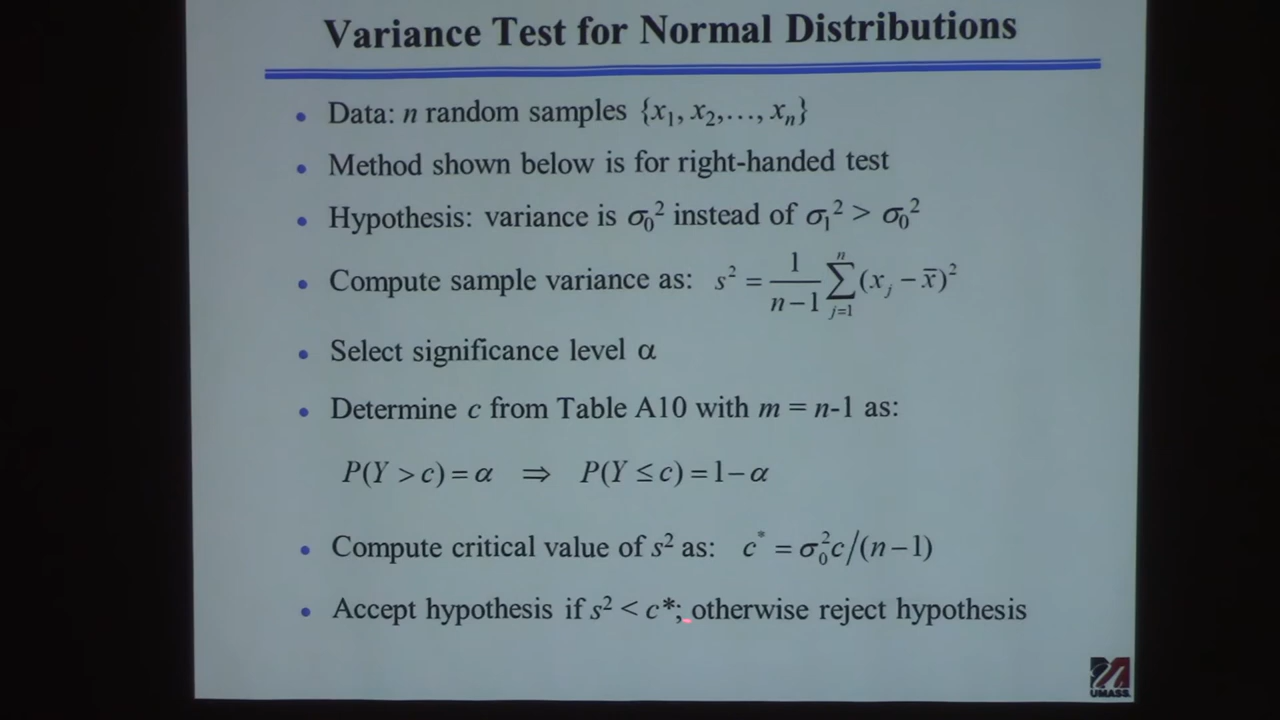 Variance Test for Normal Distributions
• Data: n random samples {x₁, x₂,…, xₙ}
• Method shown below is for right-handed test
• Hypothesis: variance is σ₀² instead of σ₁² > σ₀²
• Compute sample variance as: s² = 1/(n−1) ∑ⱼ₌₁ⁿ (xⱼ − x̄)²
• Select significance level α
• Determine c from Table A10 with m = n-1 as:
P(Y > c) = α ⇒ P(Y ≤ c) = 1 − α
• Compute critical value of s² as: c* = σ₀²c/(n−1)
• Accept hypothesis if s² < c*; otherwise reject hypothesis
UMASS